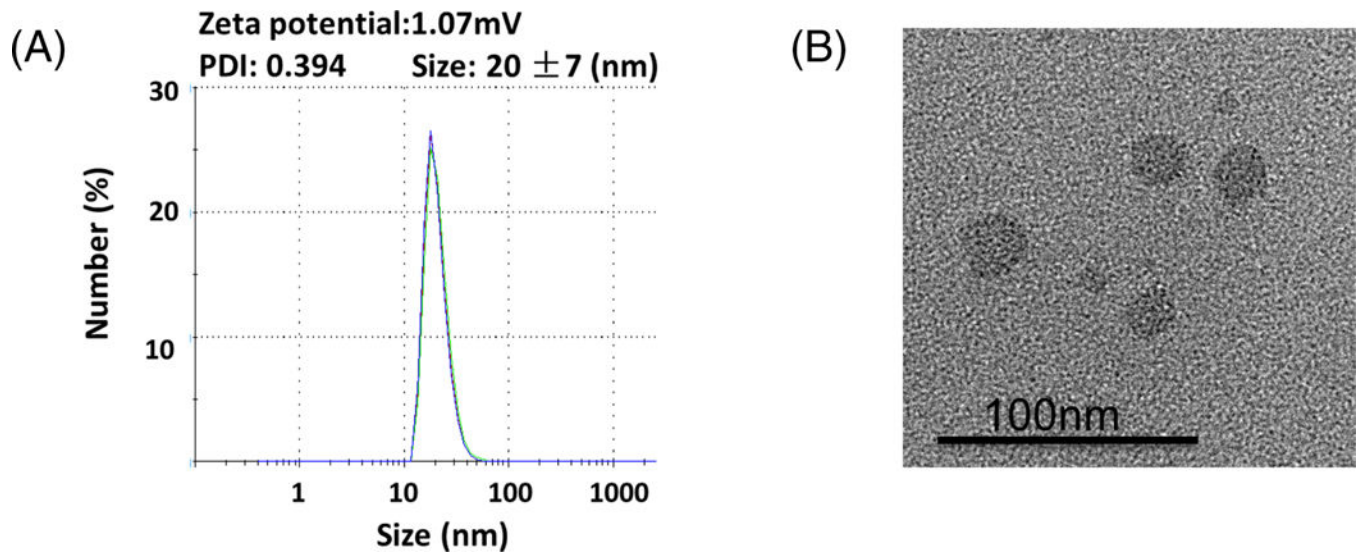 (A)
Zeta potential:1.07mV
PDI: 0.394 Size: 20 ±7 (nm)
30
20
10
Number (%)
1 10 100 1000
Size (nm)
(B)
100nm